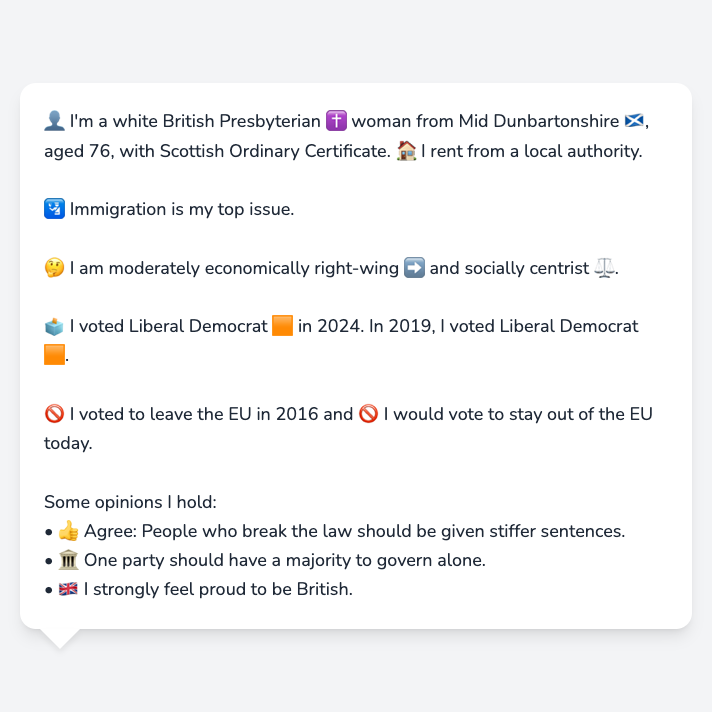 👤 I'm a white British Presbyterian ✝️ woman from Mid Dunbartonshire 🏴󠁧󠁢󠁳󠁣󠁴󠁿,
aged 76, with Scottish Ordinary Certificate. 🏠 I rent from a local authority.
🛂 Immigration is my top issue.
🤔 I am moderately economically right-wing ➡️ and socially centrist ⚖️.
🗳️ I voted Liberal Democrat 🟧 in 2024. In 2019, I voted Liberal Democrat
🟧.
🚫 I voted to leave the EU in 2016 and 🚫 I would vote to stay out of the EU
today.
Some opinions I hold:
• 👍 Agree: People who break the law should be given stiffer sentences.
• 🏛️ One party should have a majority to govern alone.
• 🇬🇧 I strongly feel proud to be British.